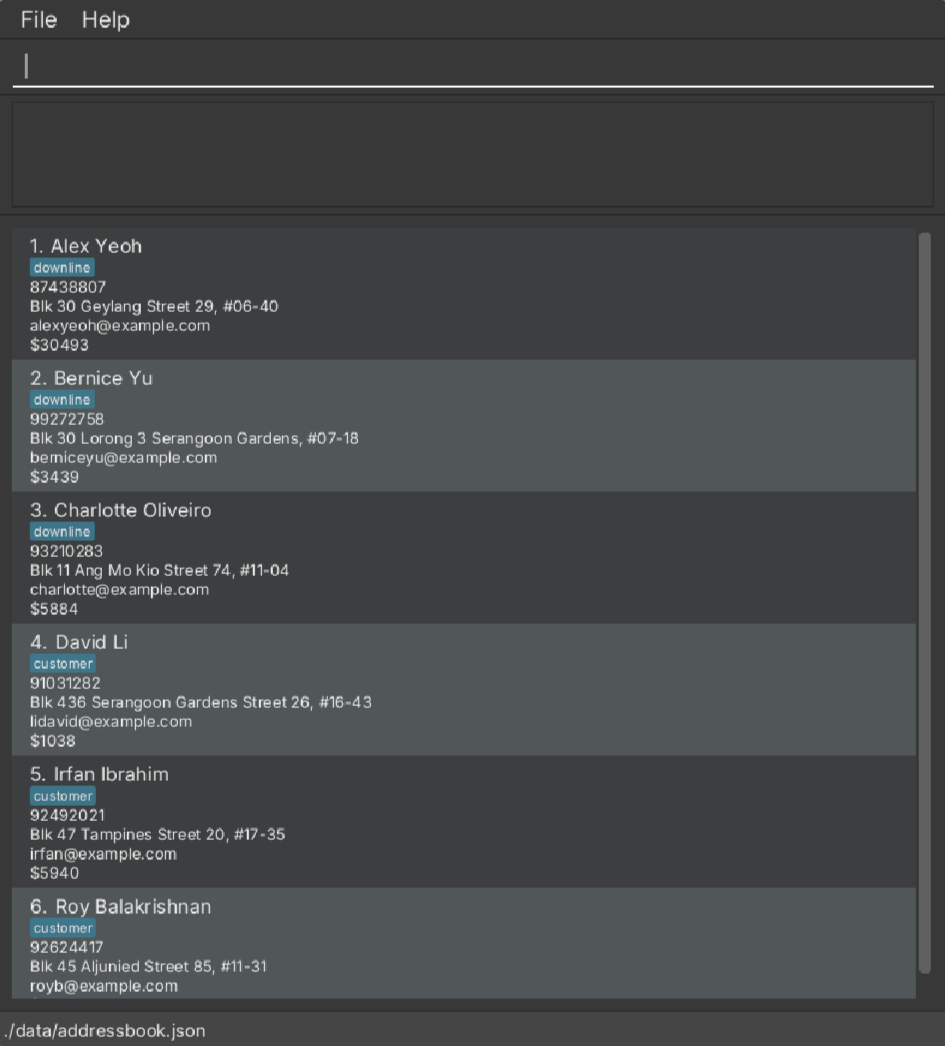 File Help
1. Alex Yeoh
downline
87438807
Blk 30 Geylang Street 29, #06-40
alexyeoh@example.com
$30493
2. Bernice Yu
downline
99272758
Blk 30 Lorong 3 Serangoon Gardens, #07-18
berniceyu@example.com
$3439
3. Charlotte Oliveiro
downline
93210283
Blk 11 Ang Mo Kio Street 74, #11-04
charlotte@example.com
$5884
4. David Li
customer
91031282
Blk 436 Serangoon Gardens Street 26, #16-43
lidavid@example.com
$1038
5. Irfan Ibrahim
customer
92492021
Blk 47 Tampines Street 20, #17-35
irfan@example.com
$5940
6. Roy Balakrishnan
customer
92624417
Blk 45 Aljunied Street 85, #11-31
royb@example.com
./data/addressbook.json